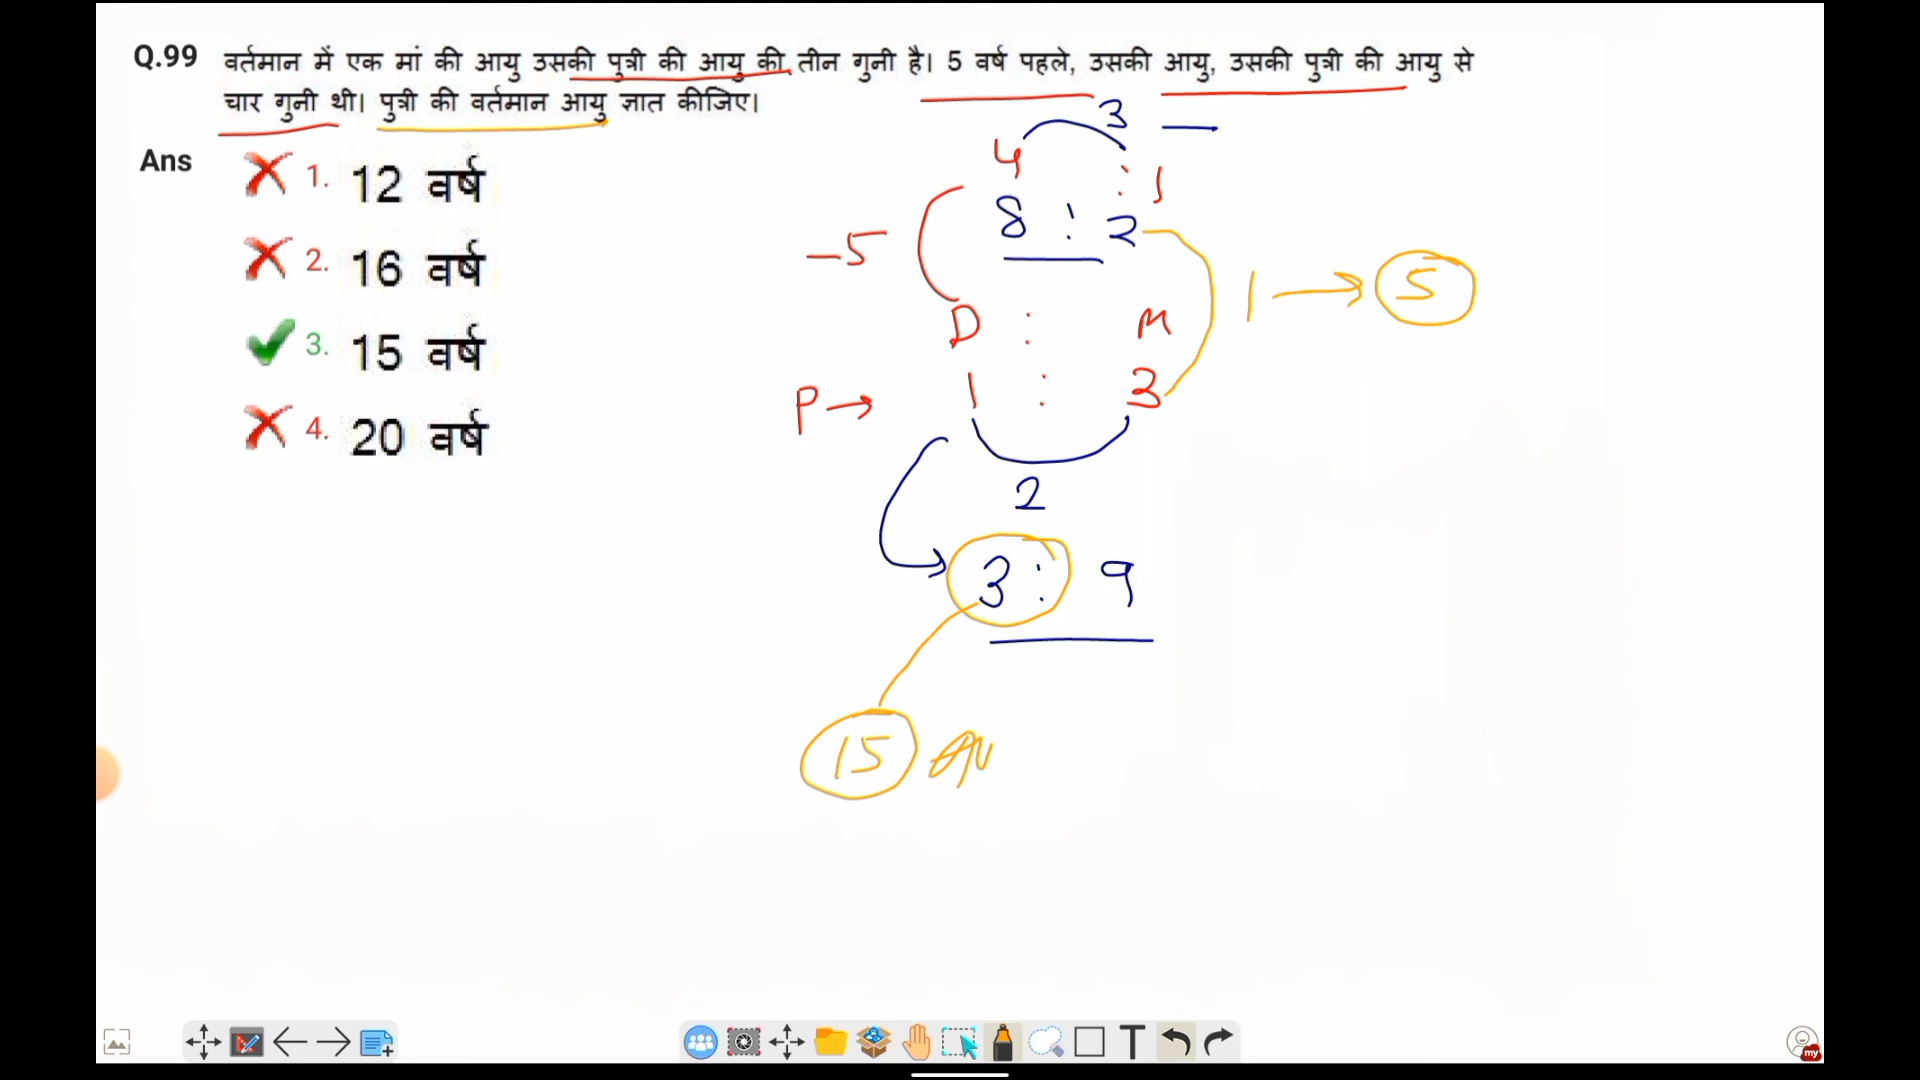 Q.99 वर्तमान में एक मां की आयु उसकी पुत्री की आयु की तीन गुनी है। 5 वर्ष पहले, उसकी आयु, उसकी पुत्री की आयु से
चार गुनी थी। पुत्री की वर्तमान आयु ज्ञात कीजिए।
Ans
1. 12 वर्ष
2. 16 वर्ष
3. 15 वर्ष
4. 20 वर्ष
3
4 : 1
8 : 2
-5
1 → 5
D : M
P → 1 : 3
2
3 : 9
15
T
my